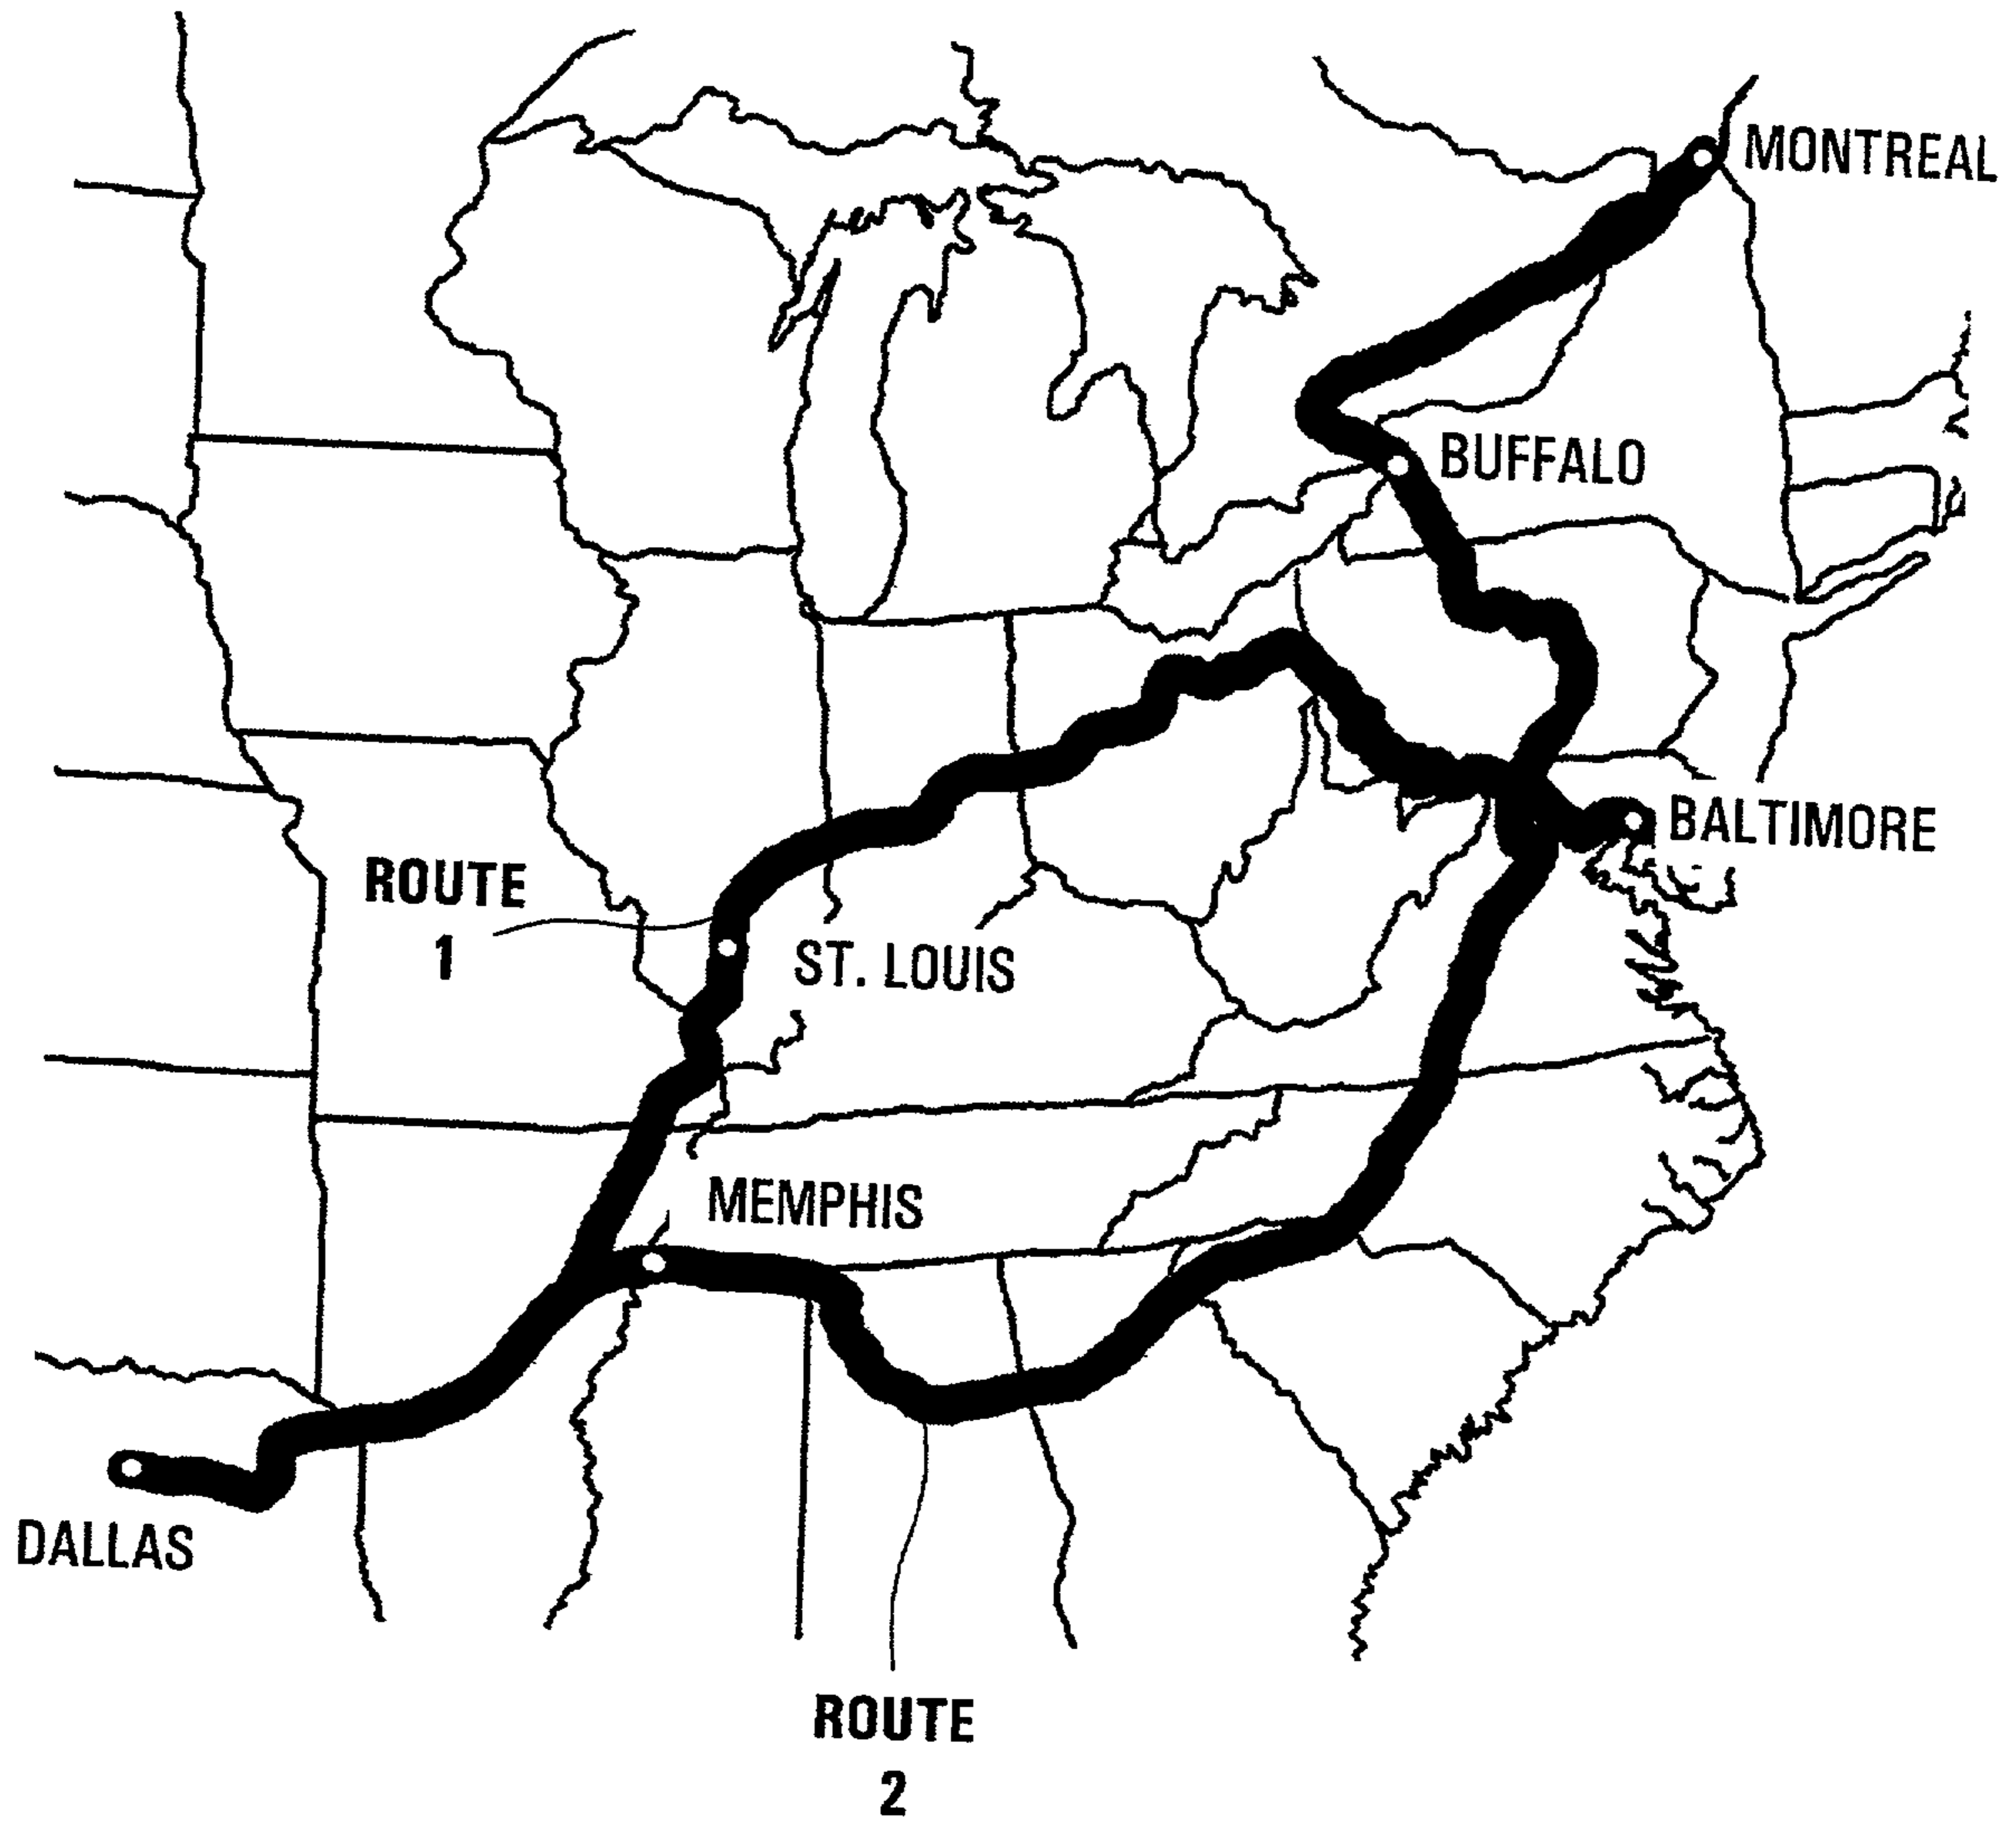 MONTREAL
BUFFALO
BALTIMORE
ROUTE
1
ST. LOUIS
MEMPHIS
DALLAS
ROUTE
2